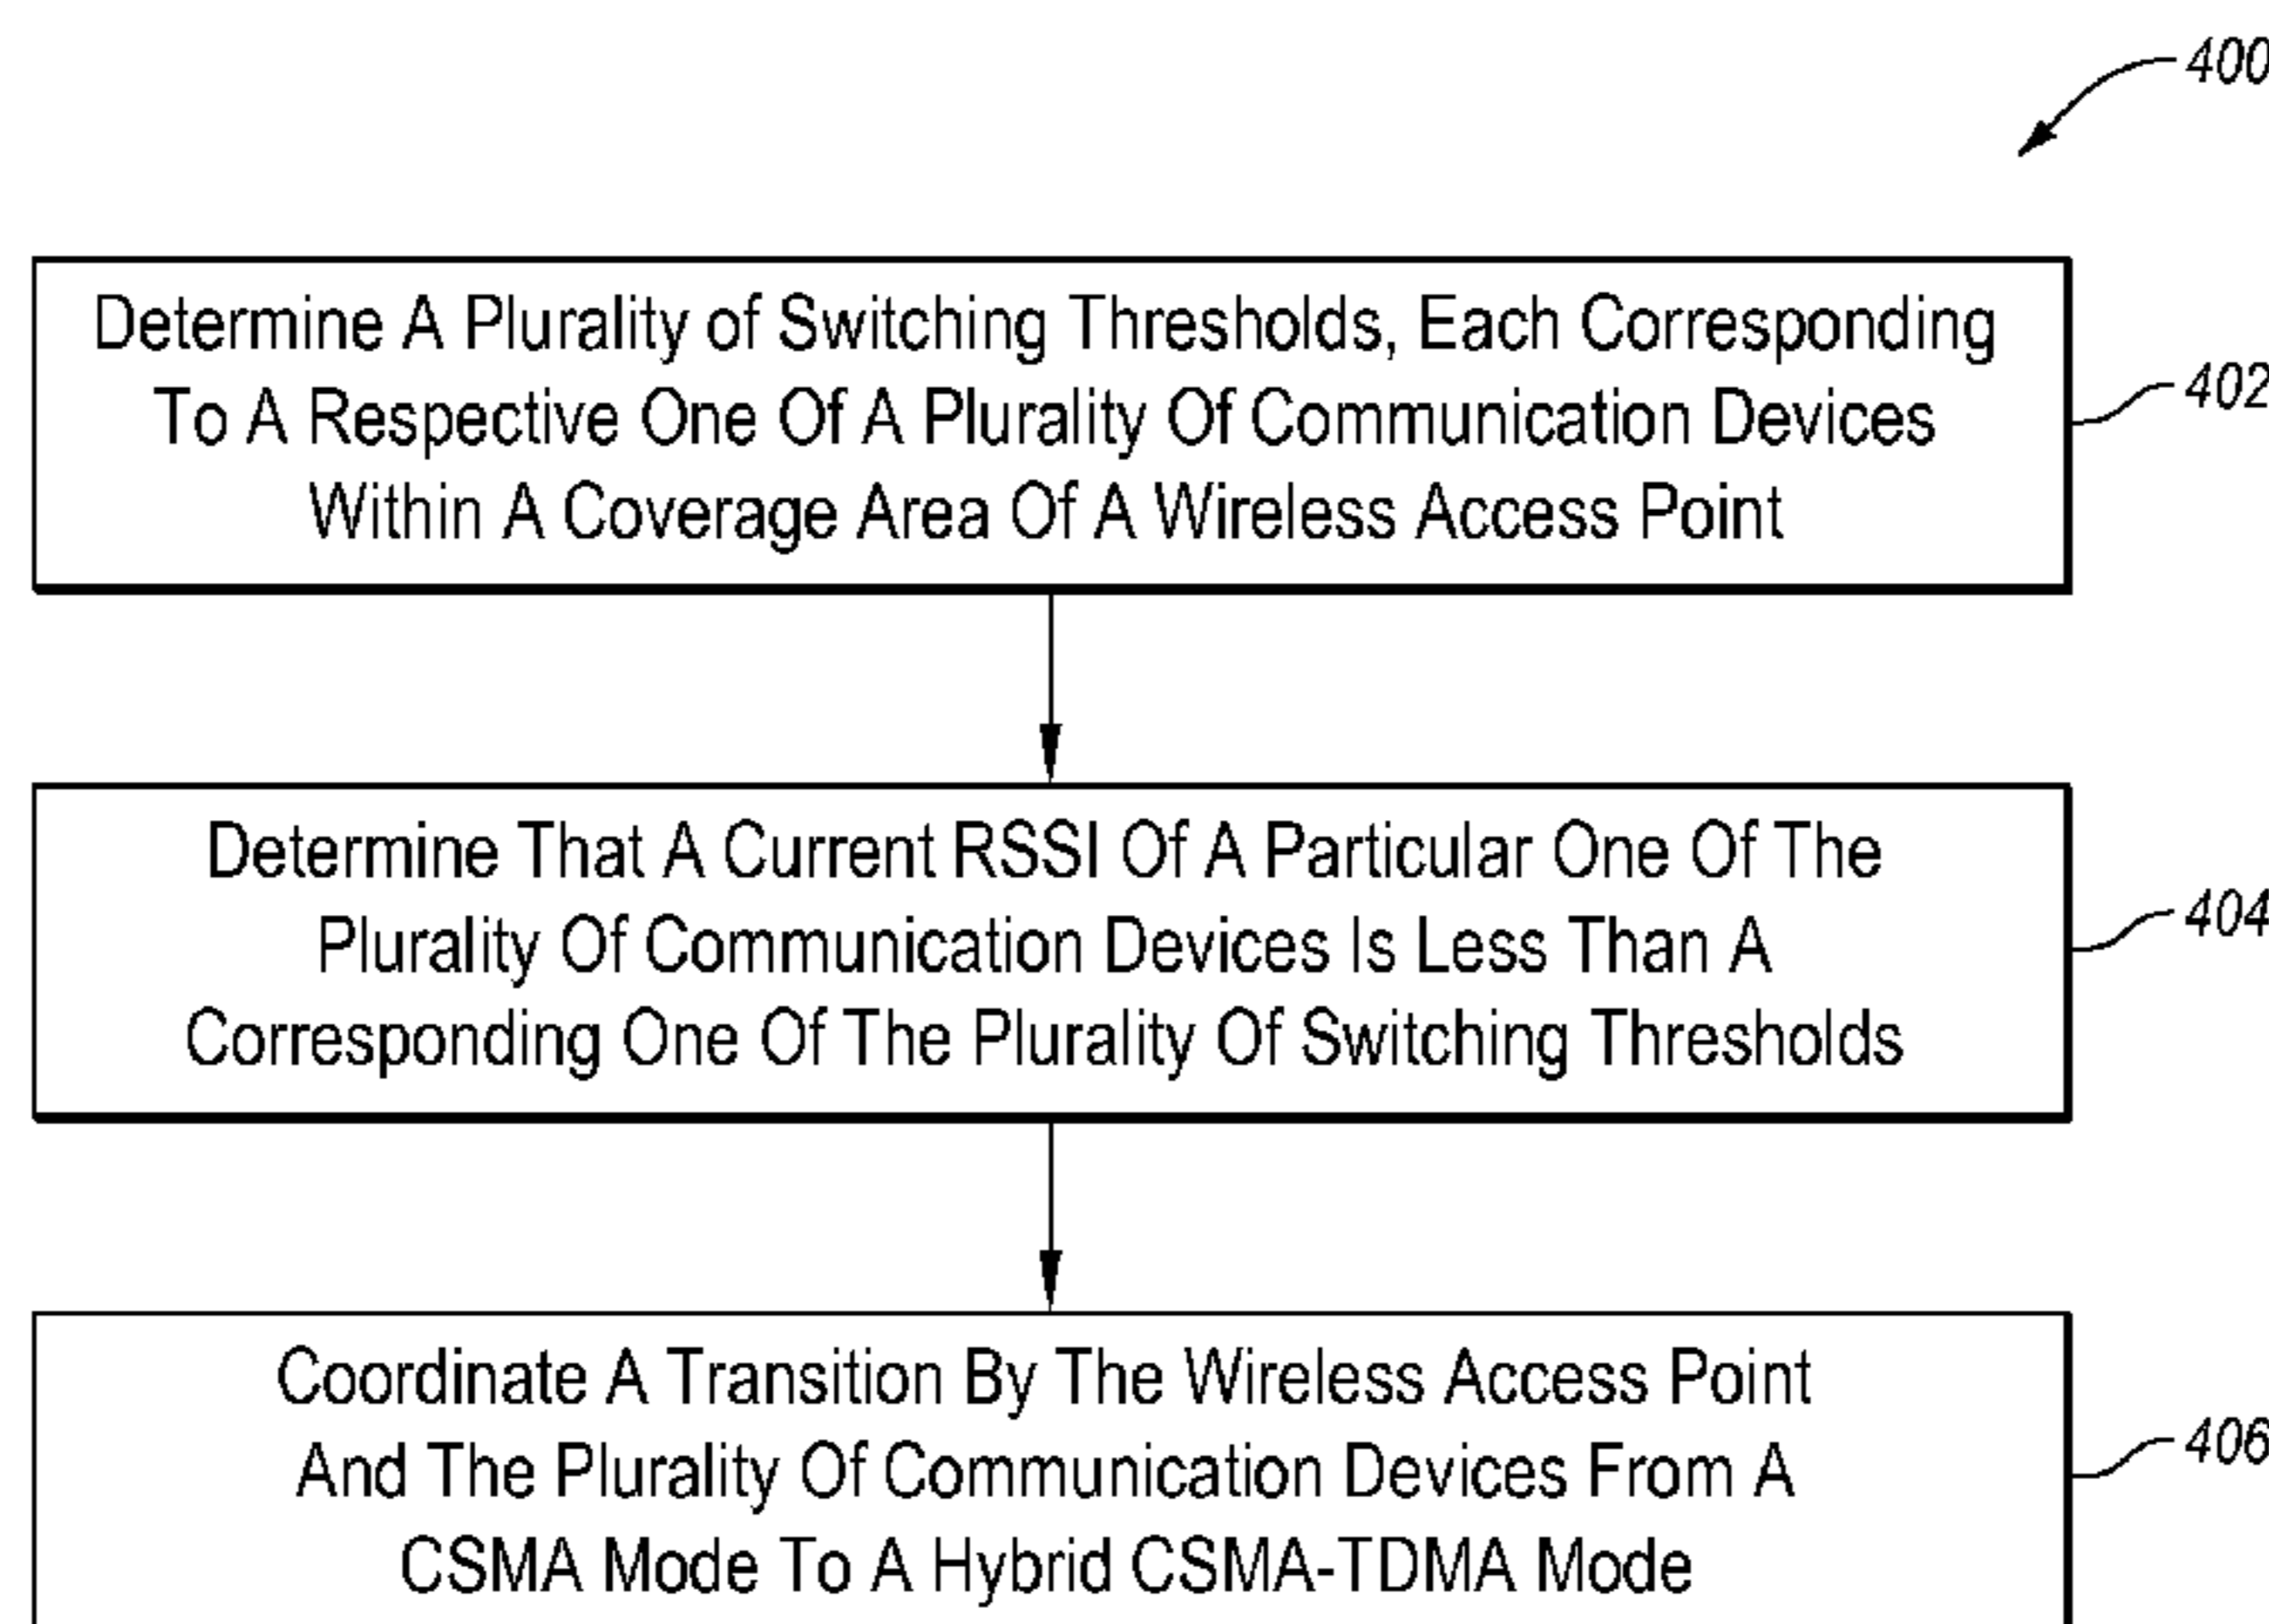 400
Determine A Plurality of Switching Thresholds, Each Corresponding
To A Respective One Of A Plurality Of Communication Devices
Within A Coverage Area Of A Wireless Access Point
402
Determine That A Current RSSI Of A Particular One Of The
Plurality Of Communication Devices Is Less Than A
Corresponding One Of The Plurality Of Switching Thresholds
404
Coordinate A Transition By The Wireless Access Point
And The Plurality Of Communication Devices From A
CSMA Mode To A Hybrid CSMA-TDMA Mode
406